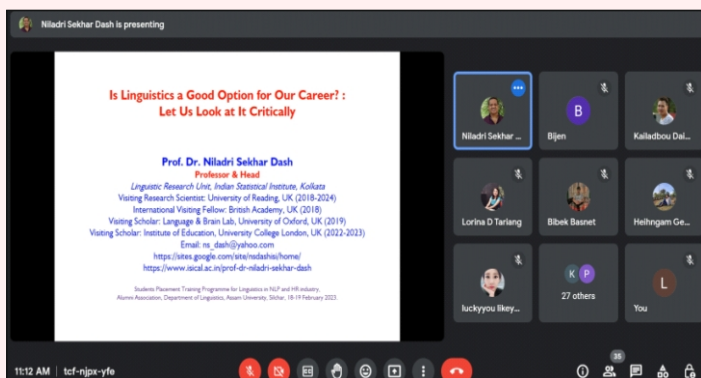 Niladri Sekhar Dash is presenting
Is Linguistics a Good Option for Our Career? :
Let Us Look at It Critically
Prof. Dr. Niladri Sekhar Dash
Professor & Head
Linguistic Research Unit, Indian Statistical Institute, Kolkata
Visiting Research Scientist: University of Reading, UK (2018-2024)
International Visiting Fellow: British Academy, UK (2018)
Visiting Scholar: Language & Brain Lab, University of Oxford, UK (2019)
Visiting Scholar: Institute of Education, University College London, UK (2022-2023)
Email: ns_dash@yahoo.com
https://sites.google.com/site/nsdashisi/home/
https://www.isical.ac.in/prof-dr-niladri-sekhar-dash
Students Placement Training Programme for Linguistics in NLP and HR industry,
Alumni Association, Department of Linguistics, Assam University, Silchar, 18-19 February 2023.
Niladri Sekhar ...
B
Bijen
Kailadbou Dai...
Lorina D Tariang
Bibek Basnet
Heihngam Ge...
luckyyou likey...
K P
27 others
L
You
11:12 AM | tcf-njpx-yfe
35